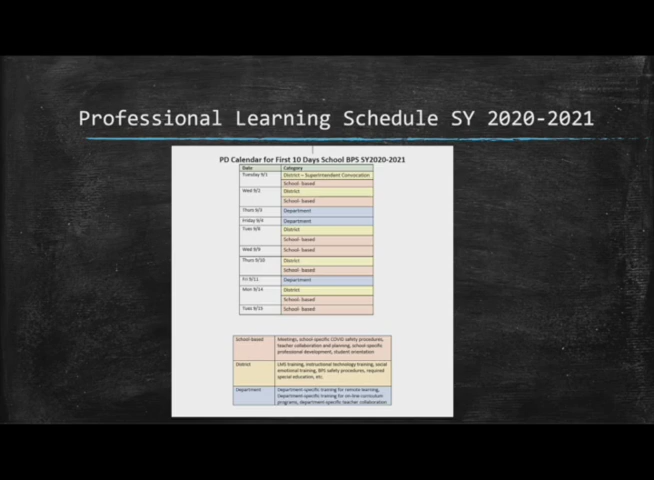 Professional Learning Schedule SY 2020-2021
PD Calendar for First 10 Days School BPS SY2020-2021
Date Category
Tuesday 9/1 District – Superintendent Convocation
School- based
Wed 9/2 District
School- based
Thurs 9/3 Department
Friday 9/4 Department
Tues 9/8 District
School- based
Wed 9/9 School- based
Thurs 9/10 District
School- based
Fri 9/11 Department
Mon 9/14 District
School- based
Tues 9/15 School- based
School-based Meetings, school-specific COVID safety procedures,
teacher collaboration and planning, school-specific
professional development, student orientation
District LMS training, instructional technology training, social
emotional training, BPS safety procedures, required
special education, etc.
Department Department-specific training for remote learning,
Department-specific training for on-line curriculum
programs, department-specific teacher collaboration